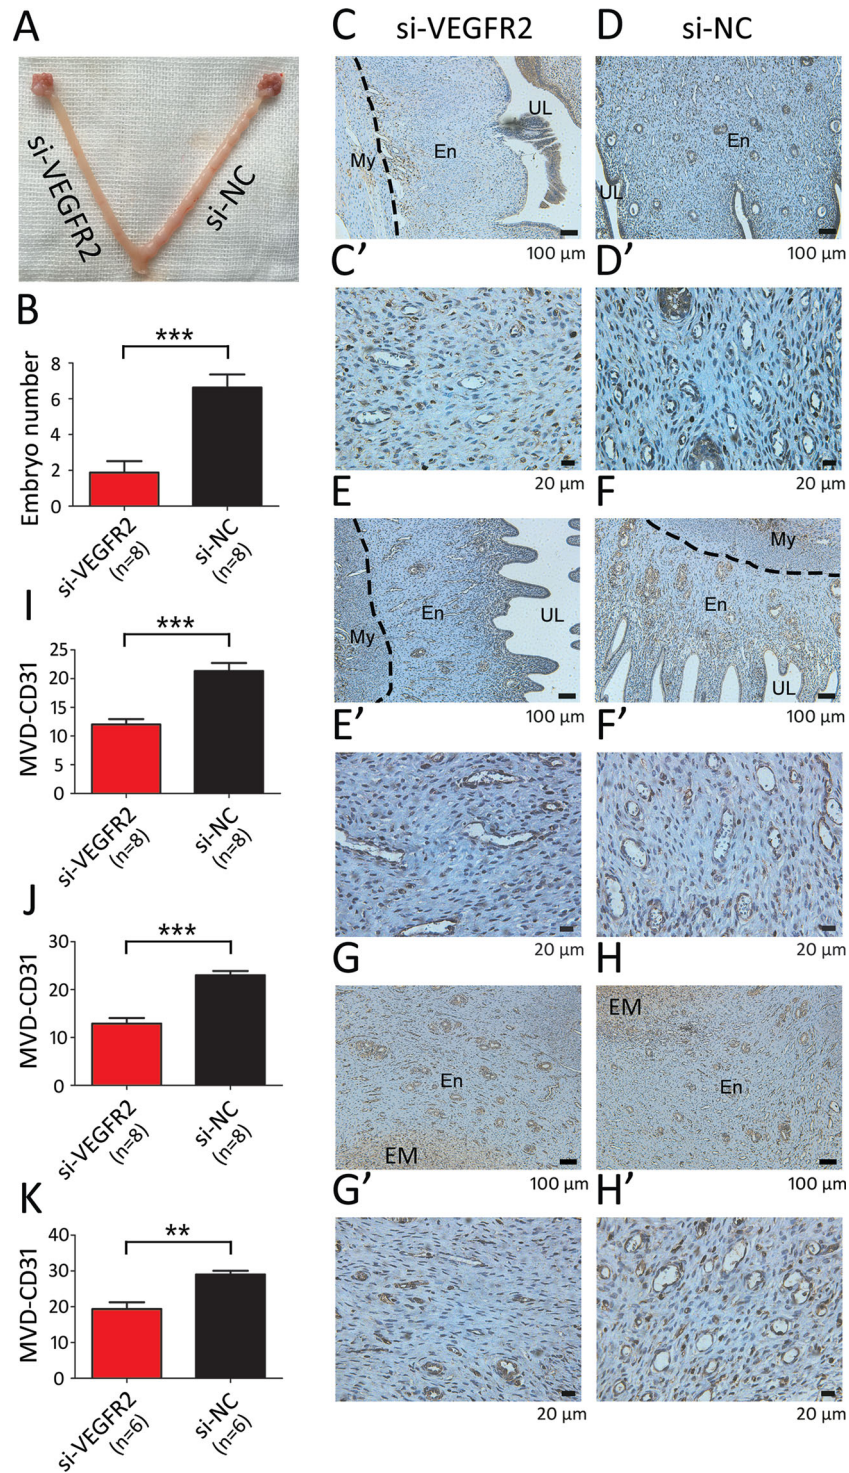 A
si-VEGFR2
si-NC
B
***
Embryo number
8
6
4
2
0
si-VEGFR2
(n=8)
si-NC
(n=8)
I
***
MVD-CD31
25
20
15
10
5
0
si-VEGFR2
(n=8)
si-NC
(n=8)
J
***
MVD-CD31
30
20
10
0
si-VEGFR2
(n=8)
si-NC
(n=8)
K
**
MVD-CD31
40
30
20
10
0
si-VEGFR2
(n=6)
si-NC
(n=6)
C si-VEGFR2
D si-NC
My
En
UL
100 µm
UL
En
100 µm
C’
20 µm
D’
20 µm
E
My
En
UL
100 µm
F
My
En
UL
100 µm
E’
20 µm
F’
20 µm
G
En
EM
100 µm
H
EM
En
100 µm
G’
20 µm
H’
20 µm